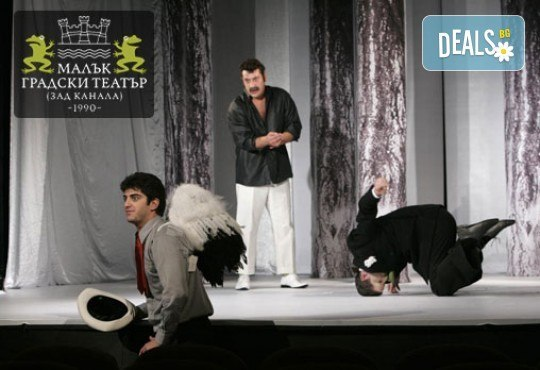 МАЛЪК
ГРАДСКИ ТЕАТЪР
(ЗАД КАНАЛА)
-1990-
DEALS.BG